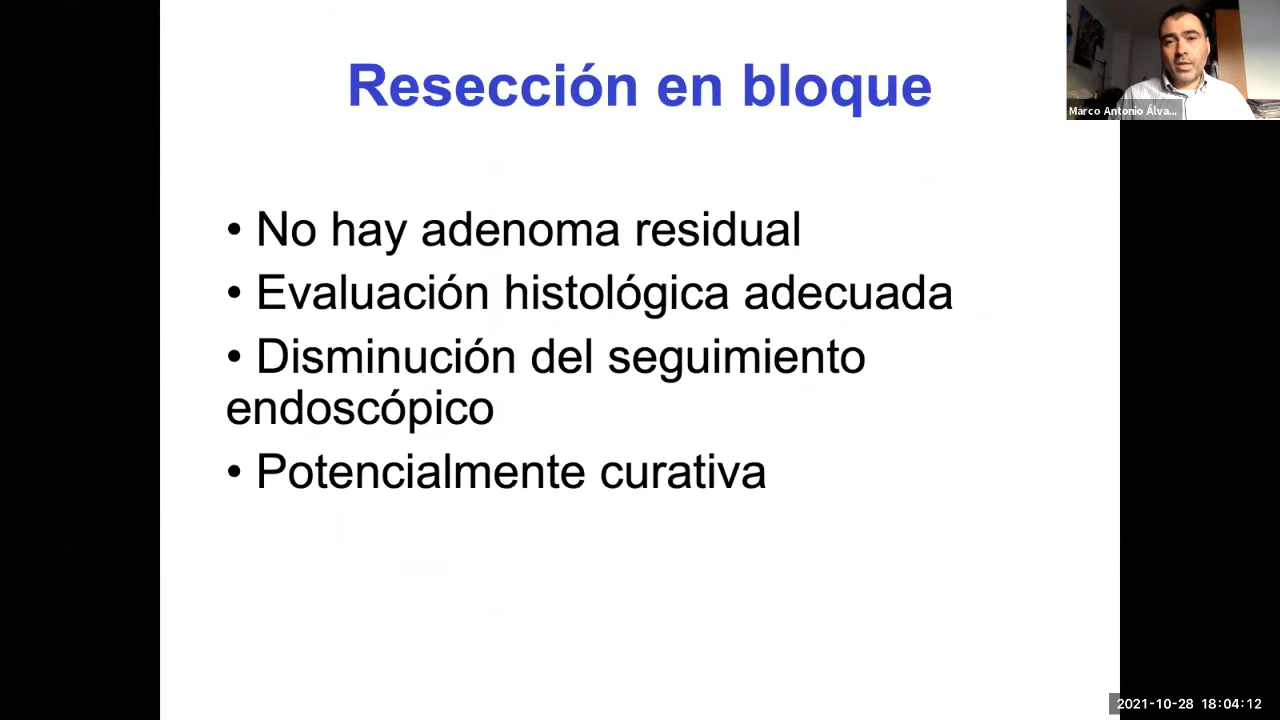 Resección en bloque
Marco Antonio Álva...
• No hay adenoma residual
• Evaluación histológica adecuada
• Disminución del seguimiento
endoscópico
• Potencialmente curativa
2021-10-28 18:04:12